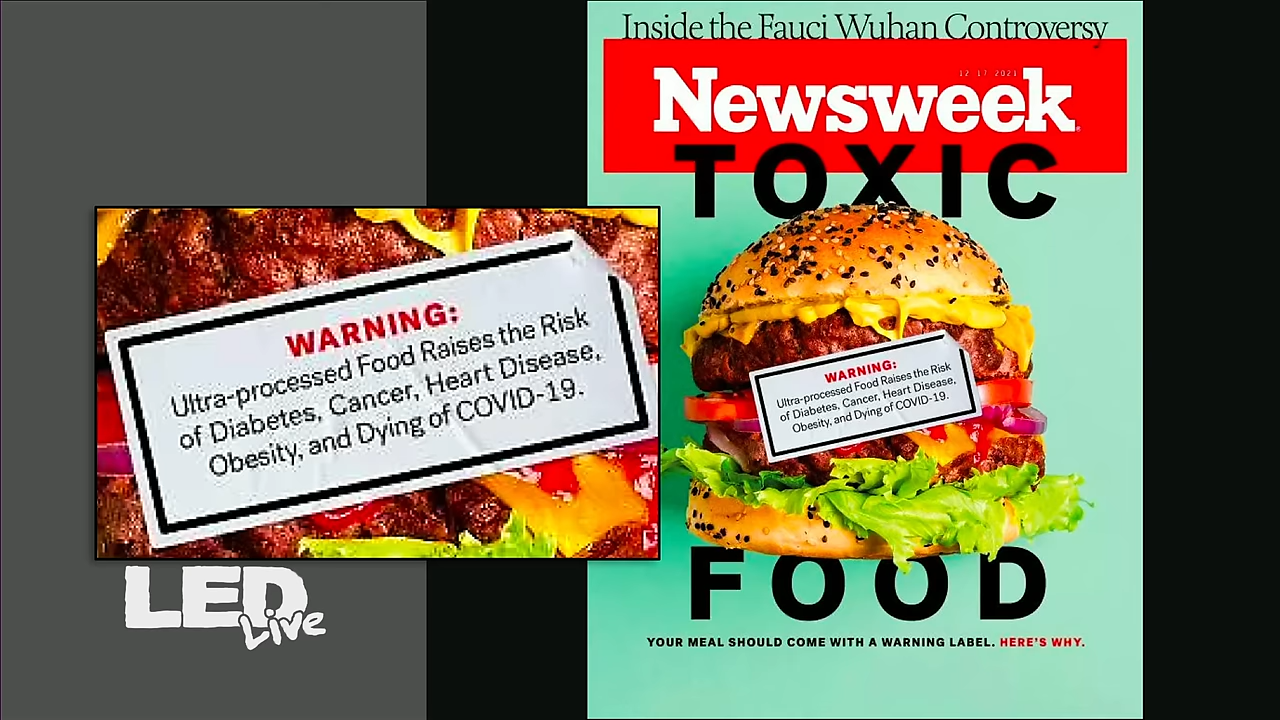 Inside the Fauci Wuhan Controversy
12 17 2021
Newsweek
TOXIC
WARNING:
Ultra-processed Food Raises the Risk
of Diabetes, Cancer, Heart Disease,
Obesity, and Dying of COVID-19.
WARNING:
Ultra-processed Food Raises the Risk
of Diabetes, Cancer, Heart Disease,
Obesity, and Dying of COVID-19.
FOOD
YOUR MEAL SHOULD COME WITH A WARNING LABEL. HERE'S WHY.
LED
Live